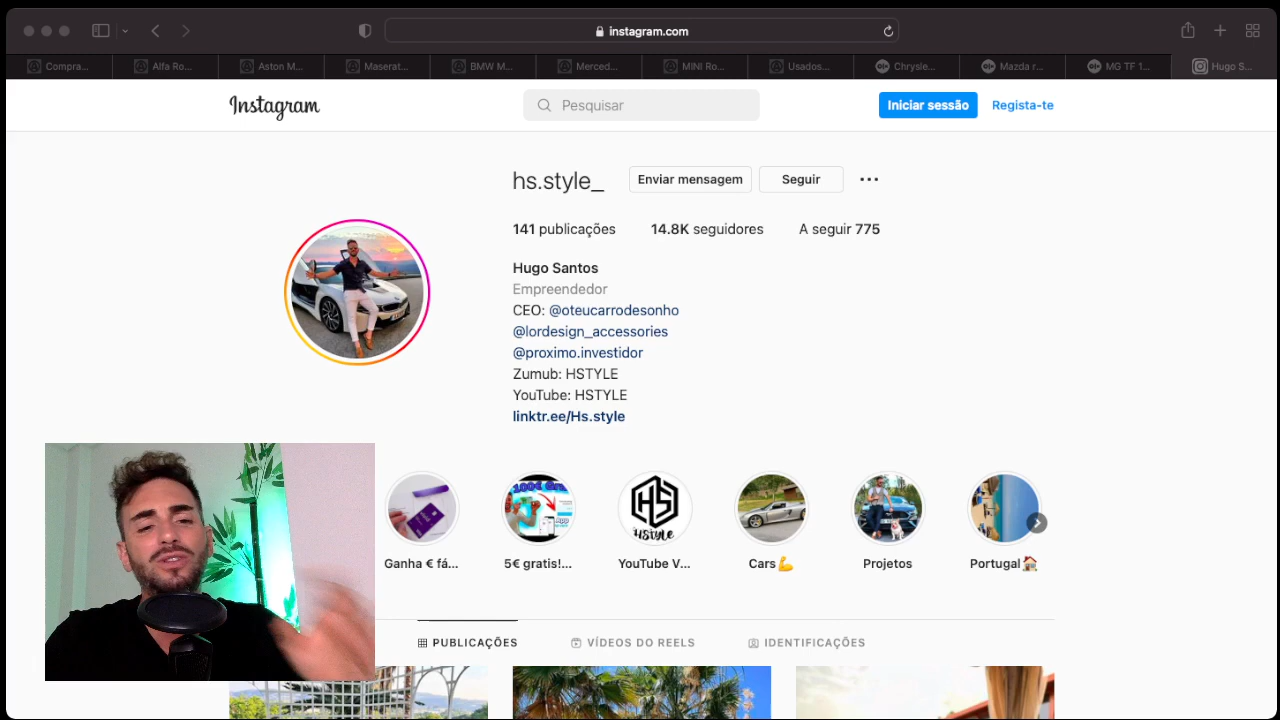 instagram.com
Compra...
Alfa Ro...
Aston M...
Maserat...
BMW M...
Merced...
MINI Ro...
Usados...
Chrysle...
Mazda r...
MG TF 1...
Hugo S...
Instagram
Pesquisar
Iniciar sessão
Regista-te
hs.style_
Enviar mensagem
Seguir
141 publicações
14.8K seguidores
A seguir 775
Hugo Santos
Empreendedor
CEO: @oteucarrodesonho
@lordesign_accessories
@proximo.investidor
Zumub: HSTYLE
YouTube: HSTYLE
linktr.ee/Hs.style
100€
HS
HStyle
Ganha € fá...
5€ gratis!...
YouTube V...
Cars💪
Projetos
Portugal🏠
PUBLICAÇÕES
VÍDEOS DO REELS
IDENTIFICAÇÕES